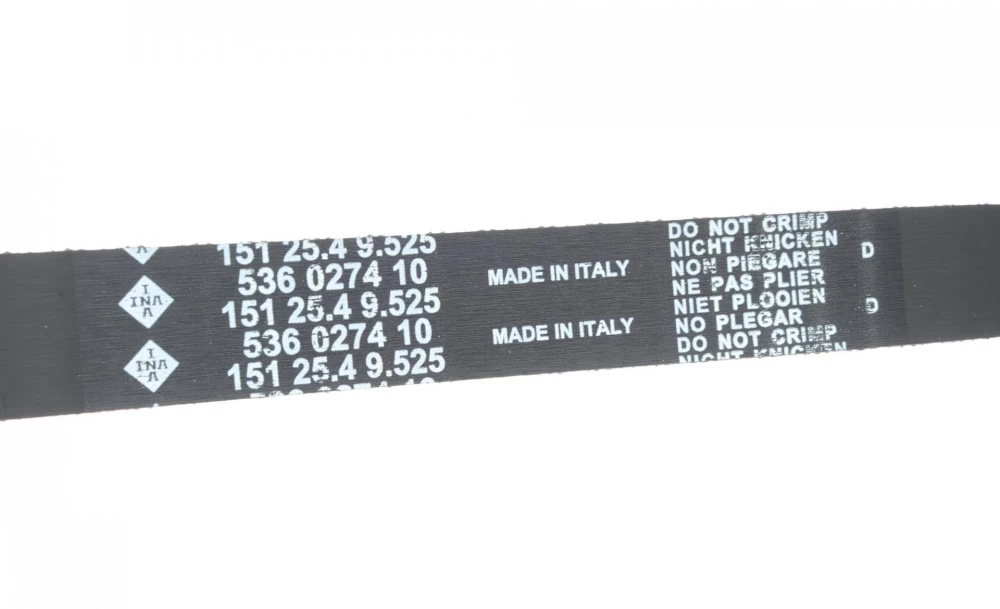 151 25.4 9.525
536 0274 10
151 25.4 9.525
536 0274 10
151 25.4 9.525
I
INA
A
I
INA
A
MADE IN ITALY
MADE IN ITALY
DO NOT CRIMP
NICHT KNICKEN
NON PIEGARE
NE PAS PLIER
NIET PLOOIEN
NO PLEGAR
DO NOT CRIMP
NICHT KNICKEN
D
D